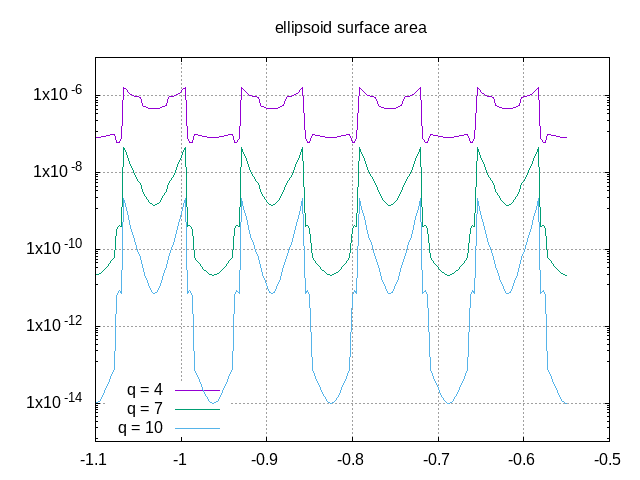 ellipsoid surface area
1x10^-6
1x10^-8
1x10^-10
1x10^-12
1x10^-14
q = 4
q = 7
q = 10
-1.1 -1 -0.9 -0.8 -0.7 -0.6 -0.5